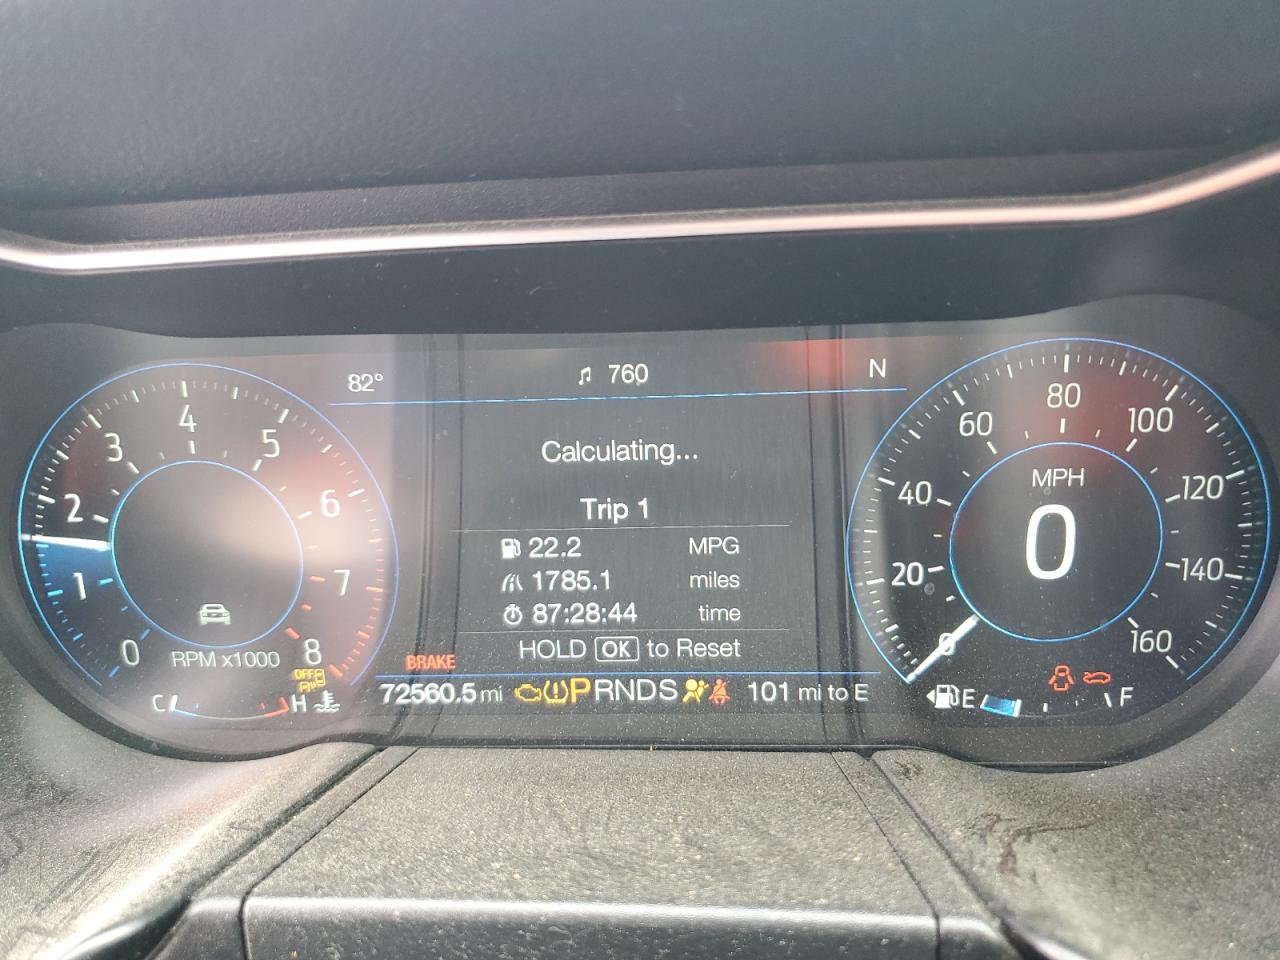 82°
760
N
Calculating...
Trip 1
22.2 MPG
1785.1 miles
87:28:44 time
HOLD OK to Reset
BRAKE
72560.5 mi
PRNDS
101 mi to E
0
1
2
3
4
5
6
7
8
RPM x1000
OFF
C
H
0
20
40
60
80
100
120
140
160
MPH
0
E
F